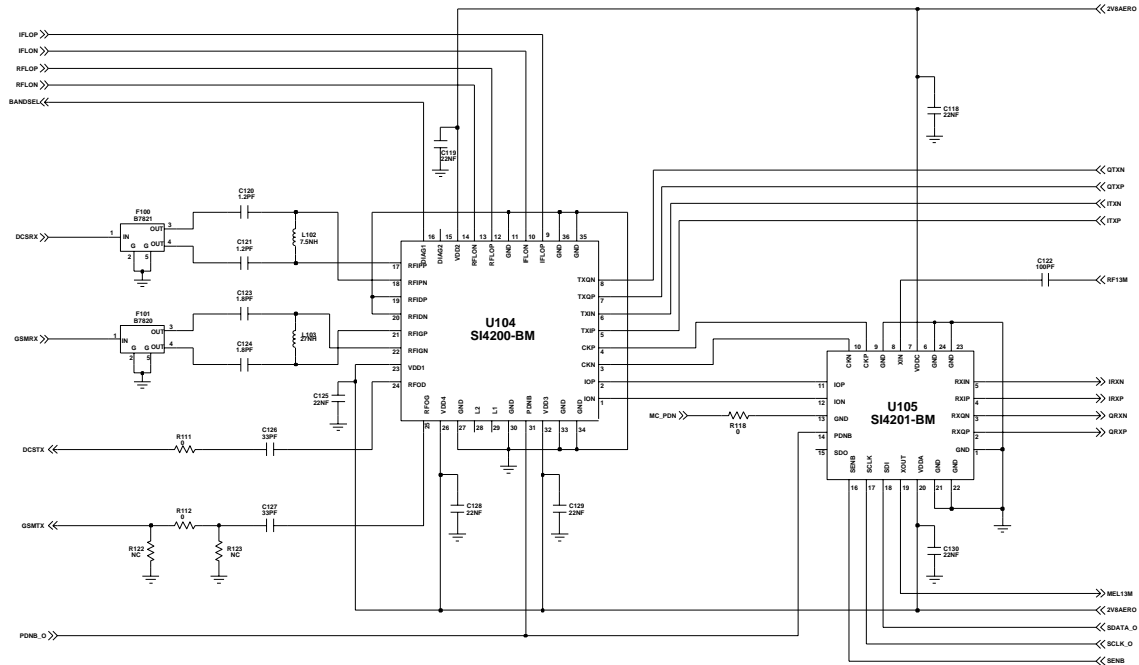 2V8AERO
IFLOP
IFLON
RFLOP
RFLON
BANDSEL
C118
22NF
C119
22NF
QTXN
QTXP
ITXN
ITXP
C120
1.2PF
F100
B7821
DCSRX
1
IN
OUT
3
OUT
4
G
G
2
5
C121
1.2PF
L102
7.5NH
C123
1.8PF
F101
B7820
GSMRX
1
IN
OUT
3
OUT
4
G
G
2
5
C124
1.8PF
L103
27NH
16
15
14
13
12
11
10
9
36
35
DIAG1
DIAG2
VDD2
RFLON
RFLOP
GND
IFLON
IFLOP
GND
GND
17
RFIPP
18
RFIPN
19
RFIDP
20
RFIDN
21
RFIGP
22
RFIGN
23
VDD1
24
RFOD
U104
SI4200-BM
TXQN
8
TXQP
7
TXIN
6
TXIP
5
CKP
4
CKN
3
IOP
2
ION
1
RFOG
VDD4
GND
L2
L1
GND
PDNB
VDD3
GND
GND
25
26
27
28
29
30
31
32
33
34
C122
100PF
RF13M
10
9
8
7
6
24
23
CKN
CKP
GND
XIN
VDDC
GND
GND
11
IOP
12
ION
13
GND
14
PDNB
15
SDO
U105
SI4201-BM
RXIN
5
RXIP
4
RXQN
3
RXQP
2
GND
1
SENB
SCLK
SDI
XOUT
VDDA
GND
GND
16
17
18
19
20
21
22
IRXN
IRXP
QRXN
QRXP
MC_PDN
R118
0
C125
22NF
DCSTX
R111
0
C126
33PF
GSMTX
R112
0
C127
33PF
R122
NC
R123
NC
C128
22NF
C129
22NF
C130
22NF
MEL13M
2V8AERO
SDATA_O
SCLK_O
SENB
PDNB_O